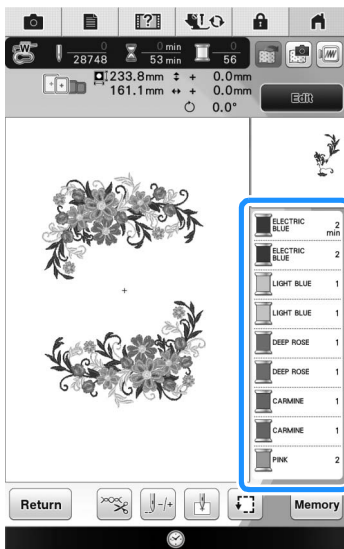 W
0
28748
0 min
53 min
0
56
233.8mm + 0.0mm
161.1mm + 0.0mm
0.0°
Edit
ELECTRIC BLUE 2 min
ELECTRIC BLUE 2
LIGHT BLUE 1
LIGHT BLUE 1
DEEP ROSE 1
DEEP ROSE 1
CARMINE 1
CARMINE 1
PINK 2
Return
-/+
Memory